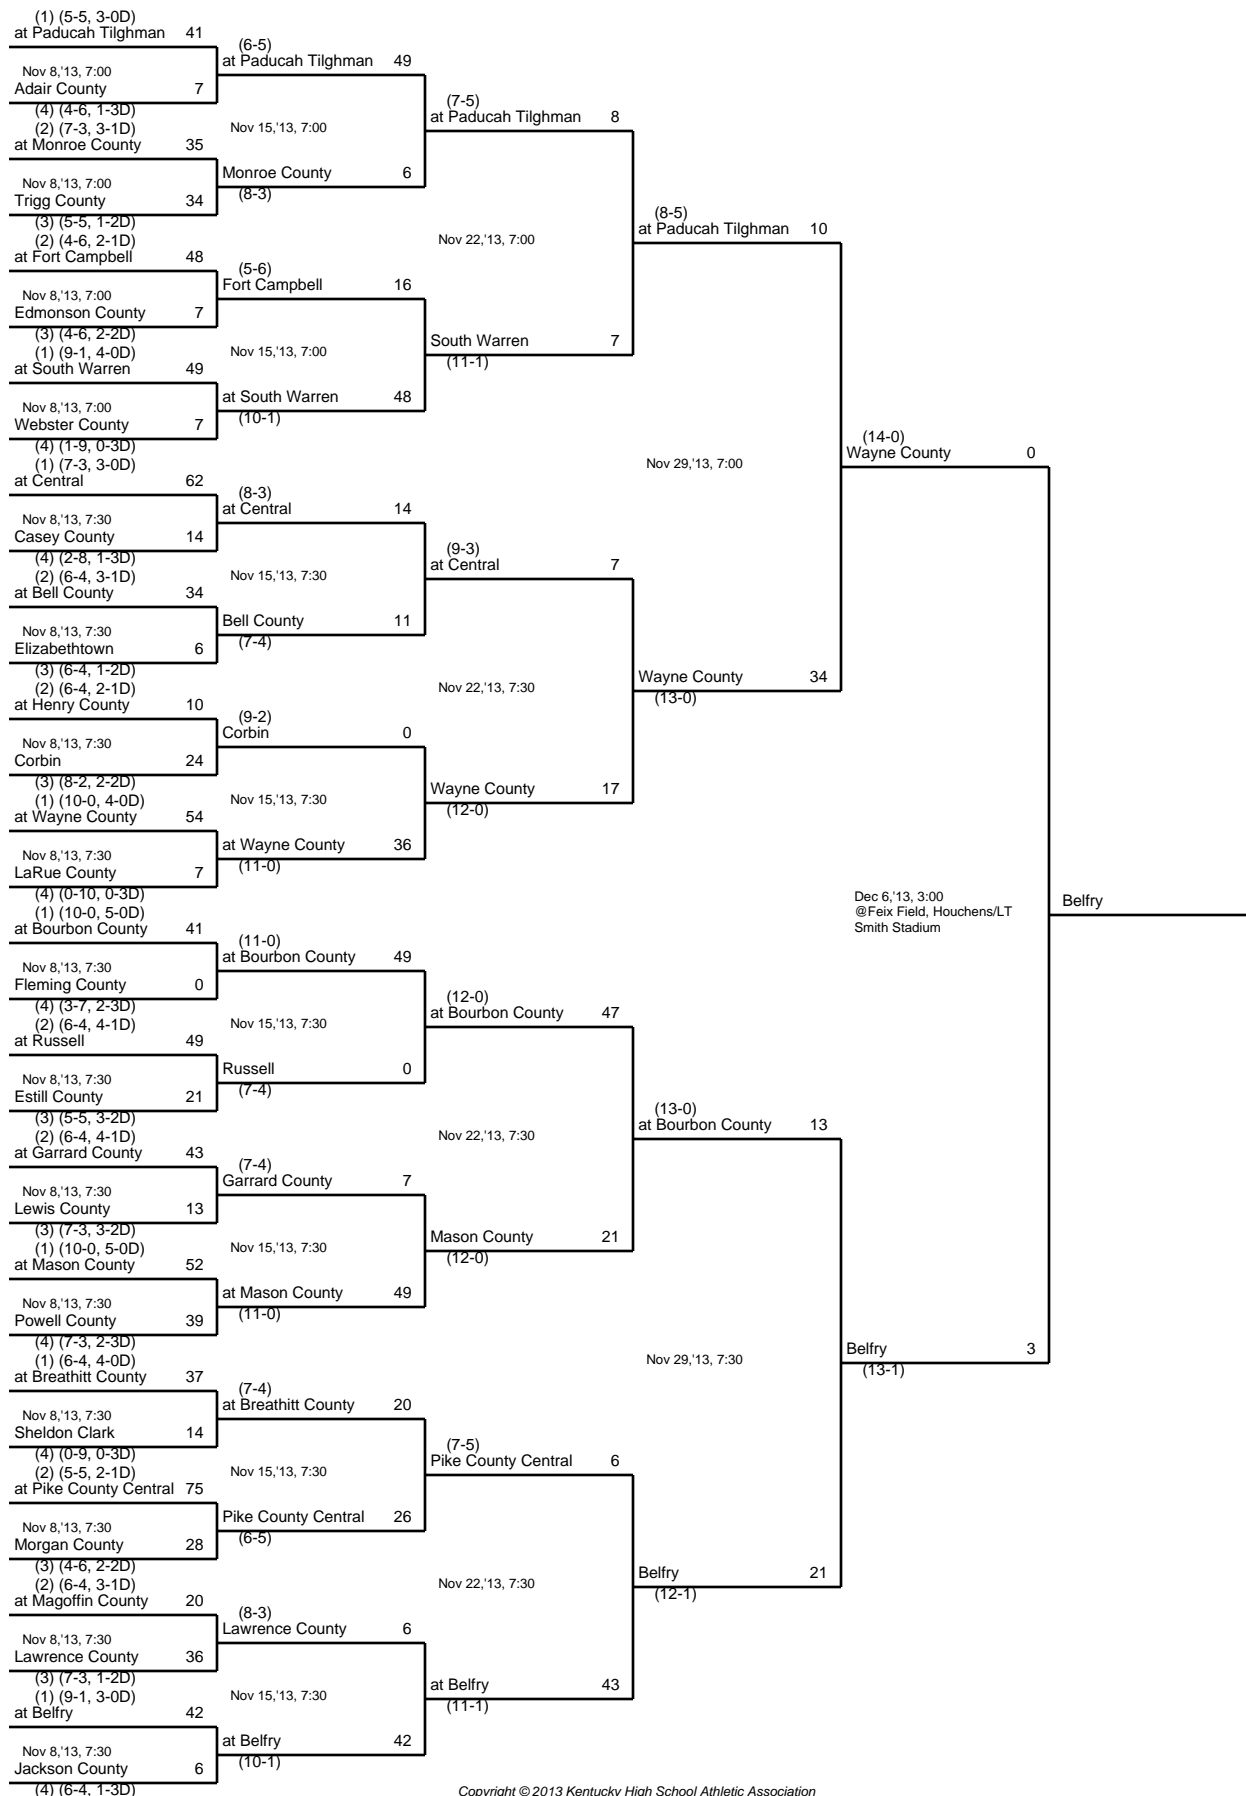 (1) (5-5, 3-0D)
at Paducah Tilghman 41
Nov 8,'13, 7:00
Adair County 7
(4) (4-6, 1-3D)
(2) (7-3, 3-1D)
at Monroe County 35
Nov 8,'13, 7:00
Trigg County 34
(3) (5-5, 1-2D)
(2) (4-6, 2-1D)
at Fort Campbell 48
Nov 8,'13, 7:00
Edmonson County 7
(3) (4-6, 2-2D)
(1) (9-1, 4-0D)
at South Warren 49
Nov 8,'13, 7:00
Webster County 7
(4) (1-9, 0-3D)
(1) (7-3, 3-0D)
at Central 62
Nov 8,'13, 7:30
Casey County 14
(4) (2-8, 1-3D)
(2) (6-4, 3-1D)
at Bell County 34
Nov 8,'13, 7:30
Elizabethtown 6
(3) (6-4, 1-2D)
(2) (6-4, 2-1D)
at Henry County 10
Nov 8,'13, 7:30
Corbin 24
(3) (8-2, 2-2D)
(1) (10-0, 4-0D)
at Wayne County 54
Nov 8,'13, 7:30
LaRue County 7
(4) (0-10, 0-3D)
(1) (10-0, 5-0D)
at Bourbon County 41
Nov 8,'13, 7:30
Fleming County 0
(4) (3-7, 2-3D)
(2) (6-4, 4-1D)
at Russell 49
Nov 8,'13, 7:30
Estill County 21
(3) (5-5, 3-2D)
(2) (6-4, 4-1D)
at Garrard County 43
Nov 8,'13, 7:30
Lewis County 13
(3) (7-3, 3-2D)
(1) (10-0, 5-0D)
at Mason County 52
Nov 8,'13, 7:30
Powell County 39
(4) (7-3, 2-3D)
(1) (6-4, 4-0D)
at Breathitt County 37
Nov 8,'13, 7:30
Sheldon Clark 14
(4) (0-9, 0-3D)
(2) (5-5, 2-1D)
at Pike County Central 75
Nov 8,'13, 7:30
Morgan County 28
(3) (4-6, 2-2D)
(2) (6-4, 3-1D)
at Magoffin County 20
Nov 8,'13, 7:30
Lawrence County 36
(3) (7-3, 1-2D)
(1) (9-1, 3-0D)
at Belfry 42
Nov 8,'13, 7:30
Jackson County 6
(4) (6-4, 1-3D)
(6-5)
at Paducah Tilghman 49
Nov 15,'13, 7:00
Monroe County 6
(8-3)
(5-6)
Fort Campbell 16
Nov 15,'13, 7:00
at South Warren 48
(10-1)
(8-3)
at Central 14
Nov 15,'13, 7:30
Bell County 11
(7-4)
(9-2)
Corbin 0
Nov 15,'13, 7:30
at Wayne County 36
(11-0)
(11-0)
at Bourbon County 49
Nov 15,'13, 7:30
Russell 0
(7-4)
(7-4)
Garrard County 7
Nov 15,'13, 7:30
at Mason County 49
(11-0)
(7-4)
at Breathitt County 20
Nov 15,'13, 7:30
Pike County Central 26
(6-5)
(8-3)
Lawrence County 6
Nov 15,'13, 7:30
at Belfry 42
(10-1)
(7-5)
at Paducah Tilghman 8
Nov 22,'13, 7:00
South Warren 7
(11-1)
(9-3)
at Central 7
Nov 22,'13, 7:30
Wayne County 17
(12-0)
(12-0)
at Bourbon County 47
Nov 22,'13, 7:30
Mason County 21
(12-0)
(7-5)
Pike County Central 6
Nov 22,'13, 7:30
at Belfry 43
(11-1)
(8-5)
at Paducah Tilghman 10
Nov 29,'13, 7:00
Wayne County 34
(13-0)
(13-0)
at Bourbon County 13
Nov 29,'13, 7:30
Belfry 21
(12-1)
(14-0)
Wayne County 0
Dec 6,'13, 3:00
@Feix Field, Houchens/LT
Smith Stadium
Belfry 3
(13-1)
Belfry
Copyright © 2013 Kentucky High School Athletic Association